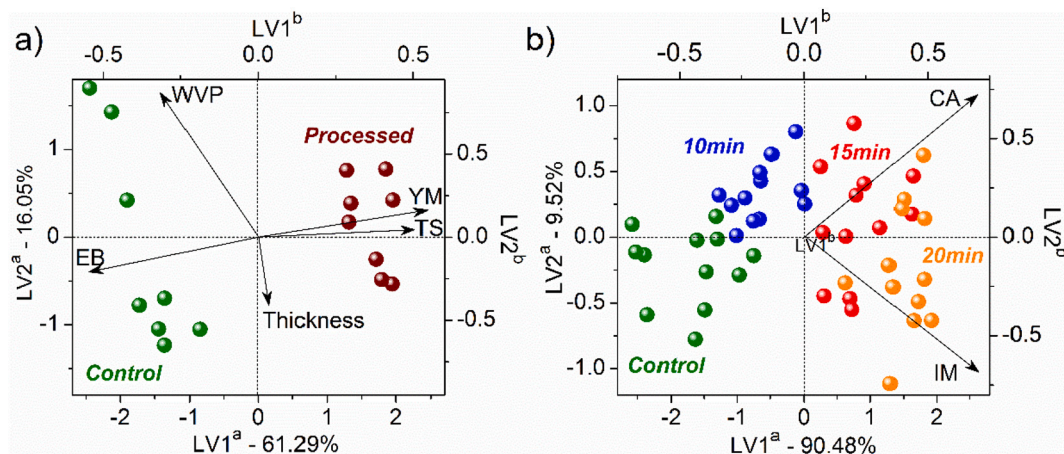 a)
LV1ᵇ
-0.5 0.0 0.5
WVP
Processed
YM
TS
EB
Thickness
Control
1
0
-1
LV2ᵃ - 16.05%
0.5
0.0
-0.5
LV2ᵇ
-2 -1 0 1 2
LV1ᵃ - 61.29%
b)
LV1ᵇ
-0.5 0.0 0.5
CA
10min
15min
LV1ᵇ
20min
IM
Control
1.0
0.5
0.0
-0.5
-1.0
LV2ᵃ - 9.52%
0.5
0.0
-0.5
LV2ᵇ
-2 -1 0 1 2
LV1ᵃ - 90.48%